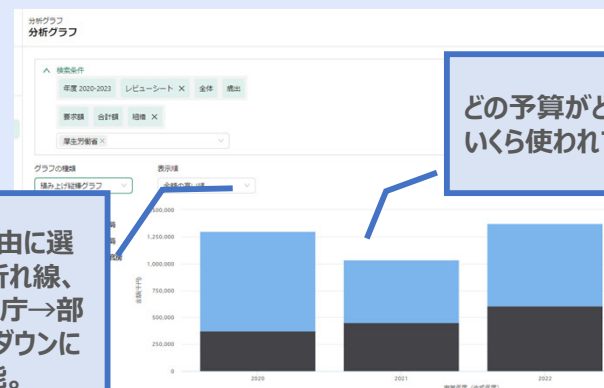 分析グラフ
分析グラフ
検索条件
年度 2020-2023 レビューシート × 全体 歳出
要求額 合計額 組織 ×
厚生労働省 ×
グラフの種類 表示順
積み上げ縦棒グラフ 金額の高い順
どの予算がど
いくら使われ
由に選
折れ線、
庁→部
ダウンに
500,000
1,250,000
1,000,000
750,000
500,000
250,000
0
金額(千円)
2020 2021 2022